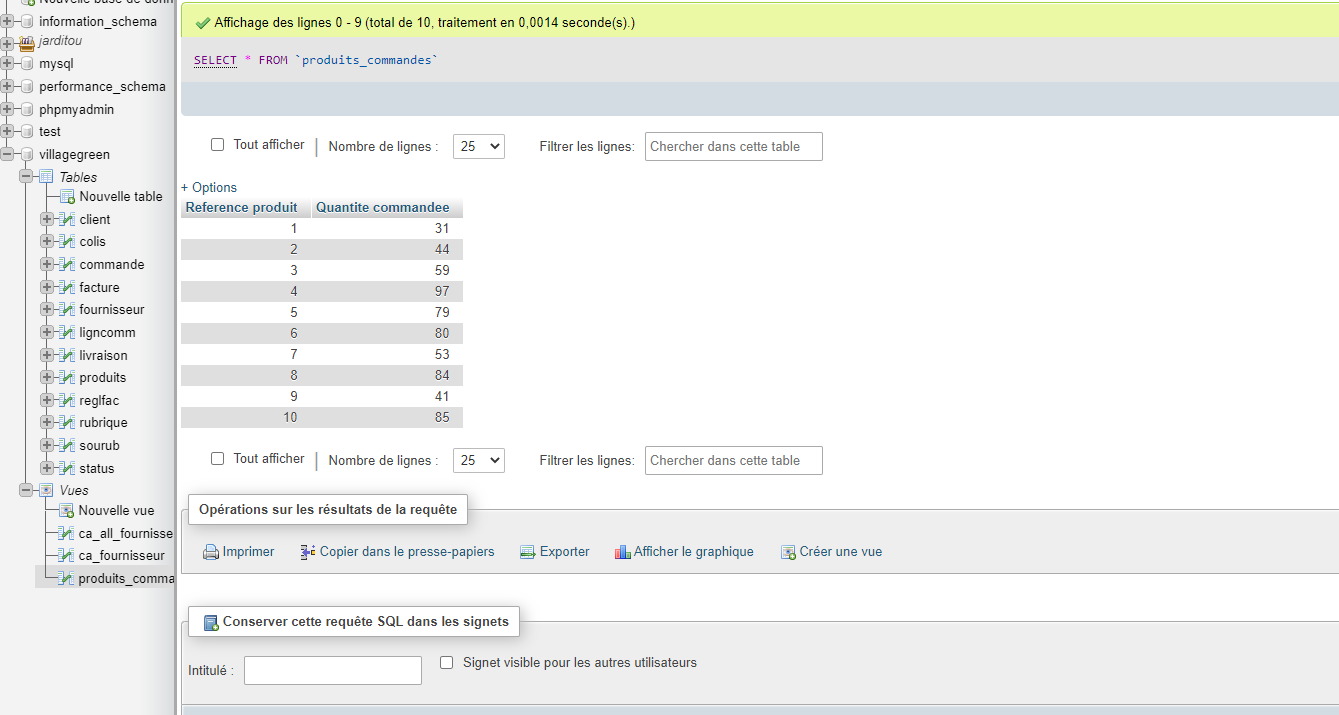 Nouvelle base de donn
information_schema
jarditou
mysql
performance_schema
phpmyadmin
test
villagegreen
Tables
Nouvelle table
client
colis
commande
facture
fournisseur
ligncomm
livraison
produits
reglfac
rubrique
sourub
status
Vues
Nouvelle vue
ca_all_fournisse
ca_fournisseur
produits_comma
Affichage des lignes 0 - 9 (total de 10, traitement en 0,0014 seconde(s).)
SELECT * FROM `produits_commandes`
Tout afficher | Nombre de lignes : 25 Filtrer les lignes: Chercher dans cette table
+ Options
Reference produit Quantite commandee
1 31
2 44
3 59
4 97
5 79
6 80
7 53
8 84
9 41
10 85
Tout afficher | Nombre de lignes : 25 Filtrer les lignes: Chercher dans cette table
Opérations sur les résultats de la requête
Imprimer Copier dans le presse-papiers Exporter Afficher le graphique Créer une vue
Conserver cette requête SQL dans les signets
Intitulé : Signet visible pour les autres utilisateurs